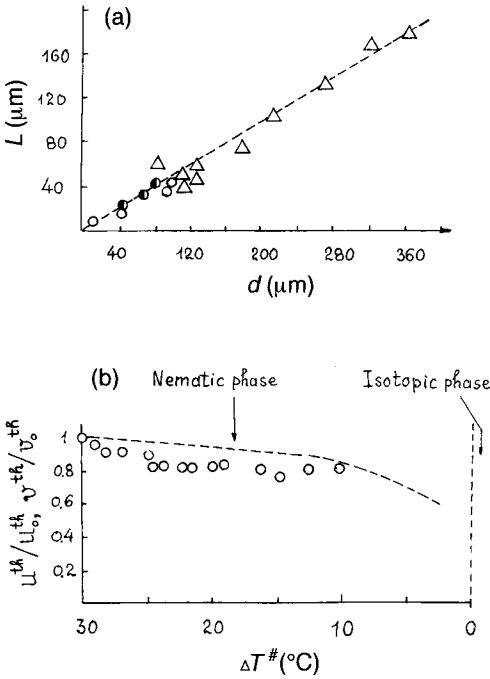 (a)
L (μm)
160
120
80
40
40 120 200 280 360
d (μm)
(b)
Nematic phase
Isotopic phase
u^th/u_o^th, v^th/v_o^th
1
0.8
0.6
0.4
0.2
30 20 10 0
ΔT^# (°C)